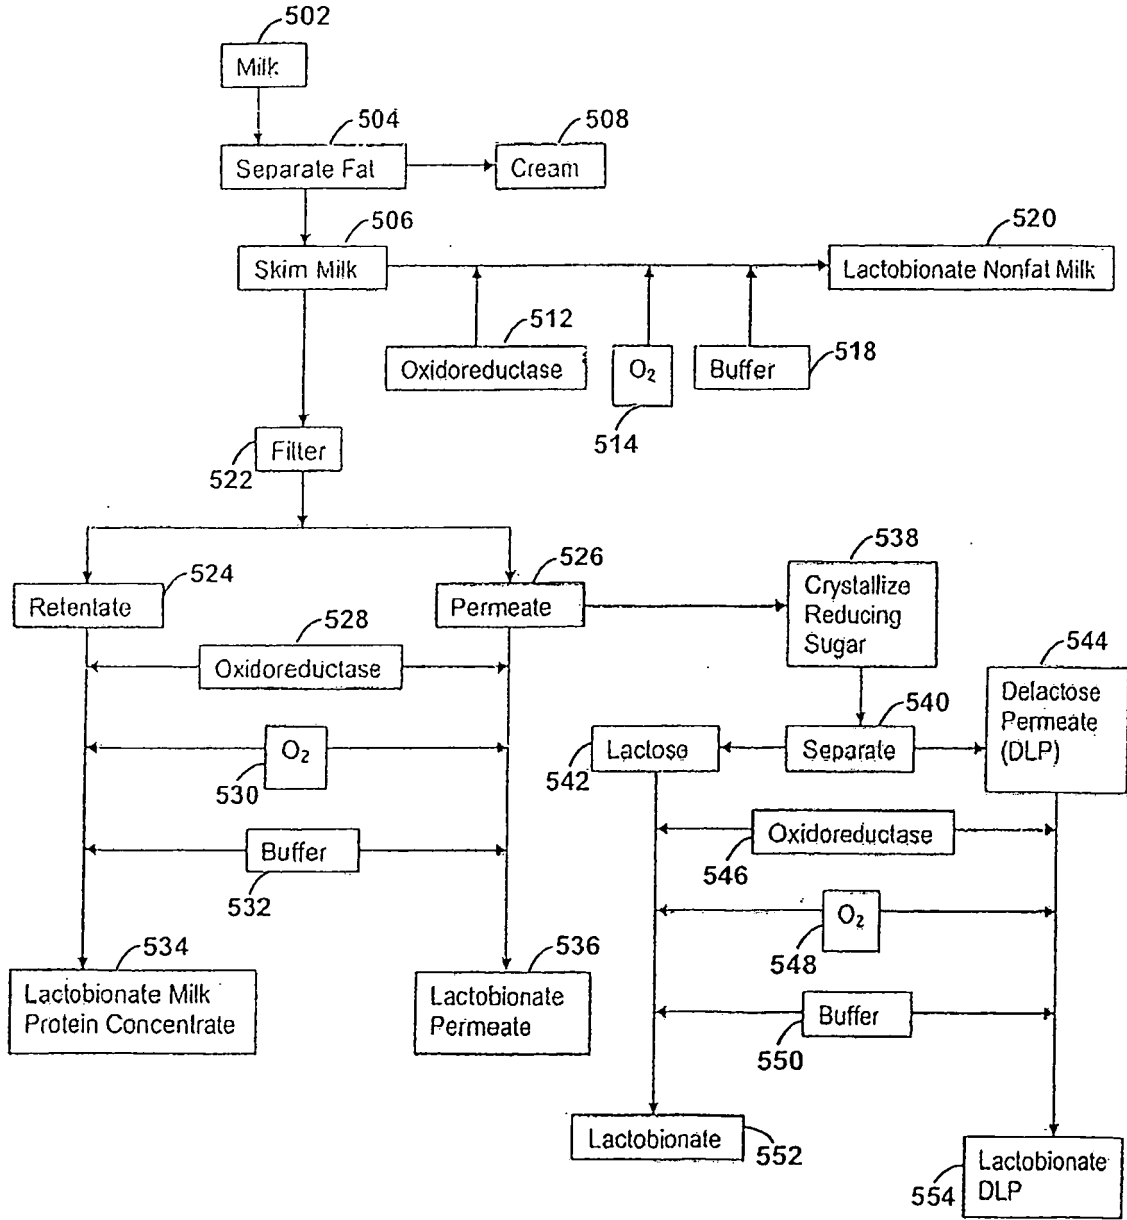 502
Milk
504
508
Separate Fat
Cream
506
520
Skim Milk
Lactobionate Nonfat Milk
512
Oxidoreductase
O2
Buffer
518
514
Filter
522
538
524
526
Crystallize
Reducing
Sugar
Retentate
Permeate
528
544
Oxidoreductase
Delactose
Permeate
(DLP)
540
O2
530
Lactose
542
Separate
Oxidoreductase
546
Buffer
532
O2
548
534
536
Lactobionate Milk
Protein Concentrate
Lactobionate
Permeate
Buffer
550
Lactobionate
552
Lactobionate
DLP
554